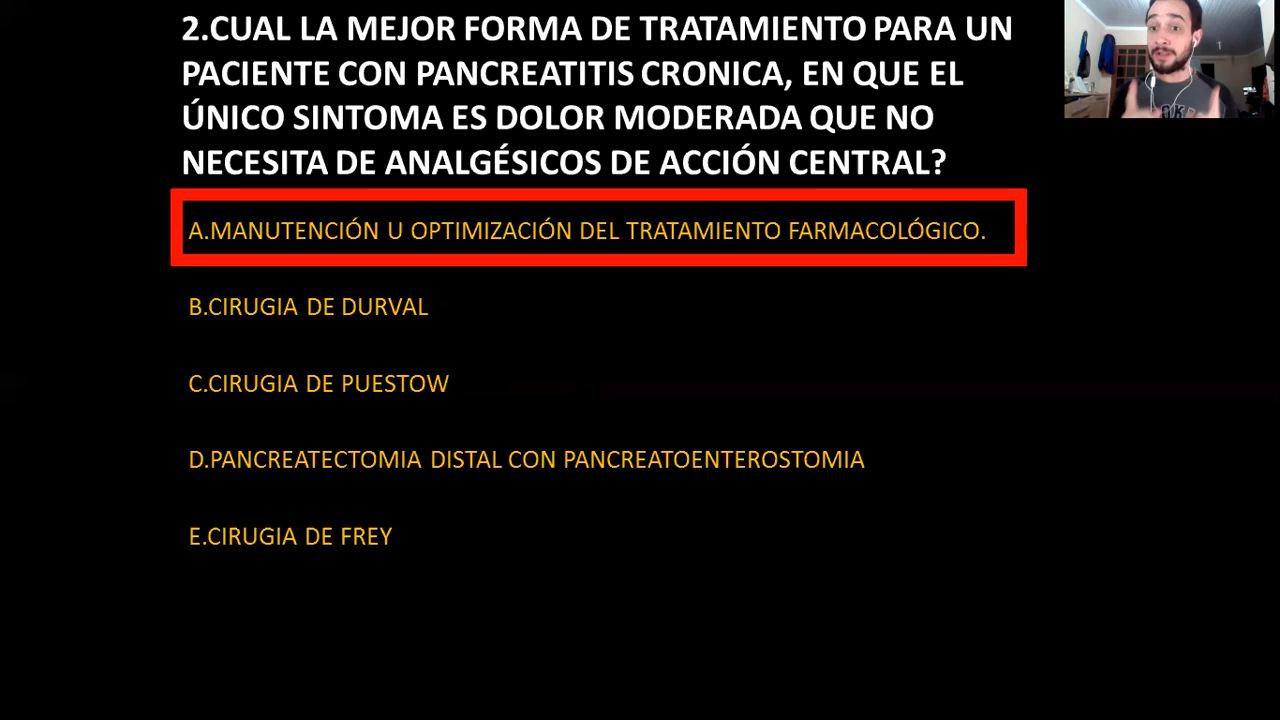 2.CUAL LA MEJOR FORMA DE TRATAMIENTO PARA UN
PACIENTE CON PANCREATITIS CRONICA, EN QUE EL
ÚNICO SINTOMA ES DOLOR MODERADA QUE NO
NECESITA DE ANALGÉSICOS DE ACCIÓN CENTRAL?
A.MANUTENCIÓN U OPTIMIZACIÓN DEL TRATAMIENTO FARMACOLÓGICO.
B.CIRUGIA DE DURVAL
C.CIRUGIA DE PUESTOW
D.PANCREATECTOMIA DISTAL CON PANCREATOENTEROSTOMIA
E.CIRUGIA DE FREY